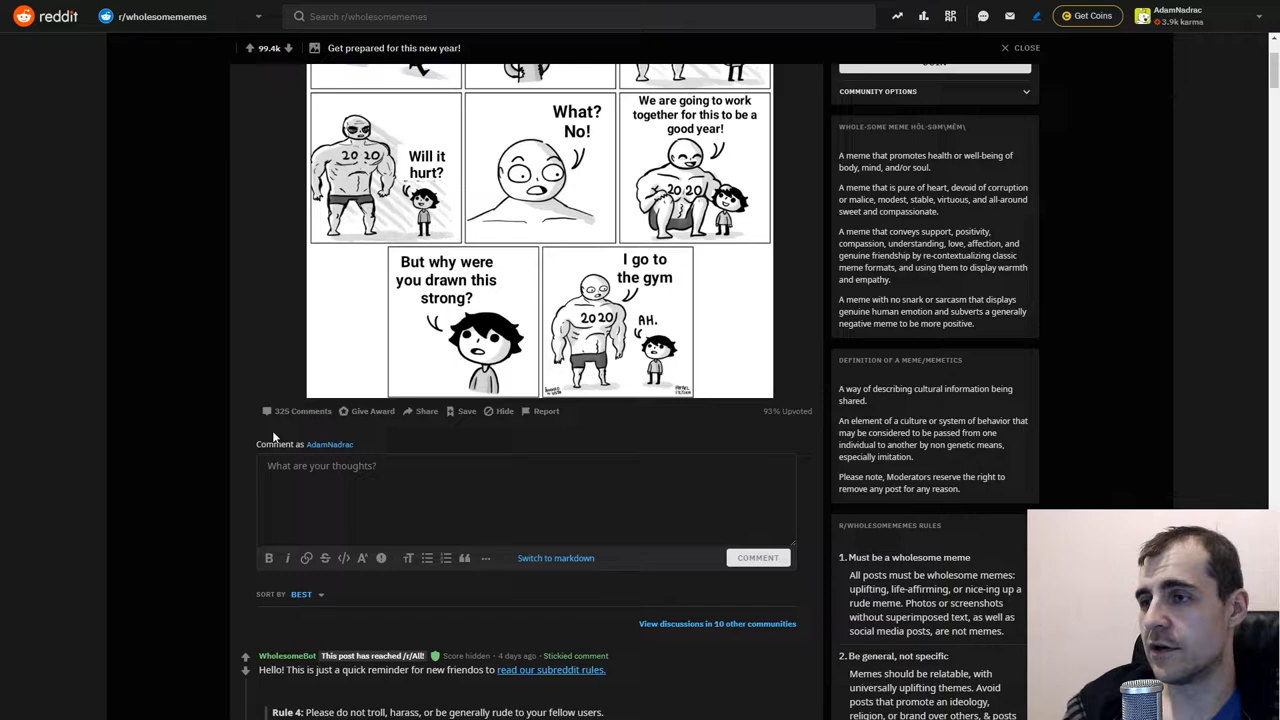 reddit
r/wholesomememes
Search r/wholesomememes
Get Coins
AdamNadrac
3.9k karma
99.4k
Get prepared for this new year!
CLOSE
Will it
hurt?
2020
What?
No!
We are going to work
together for this to be a
good year!
2020
But why were
you drawn this
strong?
I go to
the gym
2020
AH.
325 Comments
Give Award
Share
Save
Hide
Report
93% Upvoted
Comment as AdamNadrac
What are your thoughts?
Switch to markdown
COMMENT
SORT BY BEST
View discussions in 10 other communities
WholesomeBot This post has reached /r/All! Score hidden · 4 days ago · Stickied comment
Hello! This is just a quick reminder for new friendos to read our subreddit rules.
Rule 4: Please do not troll, harass, or be generally rude to your fellow users.
COMMUNITY OPTIONS
WHOLE·SOME MEME HŌL·SƏM\MĒM\
A meme that promotes health or well-being of
body, mind, and/or soul.
A meme that is pure of heart, devoid of corruption
or malice, modest, stable, virtuous, and all-around
sweet and compassionate.
A meme that conveys support, positivity,
compassion, understanding, love, affection, and
genuine friendship by re-contextualizing classic
meme formats, and using them to display warmth
and empathy.
A meme with no snark or sarcasm that displays
genuine human emotion and subverts a generally
negative meme to be more positive.
DEFINITION OF A MEME/MEMETICS
A way of describing cultural information being
shared.
An element of a culture or system of behavior that
may be considered to be passed from one
individual to another by non genetic means,
especially imitation.
Please note, Moderators reserve the right to
remove any post for any reason.
R/WHOLESOMEMEMES RULES
1. Must be a wholesome meme
All posts must be wholesome memes:
uplifting, life-affirming, or nice-ing up a
rude meme. Photos or screenshots
without superimposed text, as well as
social media posts, are not memes.
2. Be general, not specific
Memes should be relatable, with
universally uplifting themes. Avoid
posts that promote an ideology,
religion, or brand over others, & posts